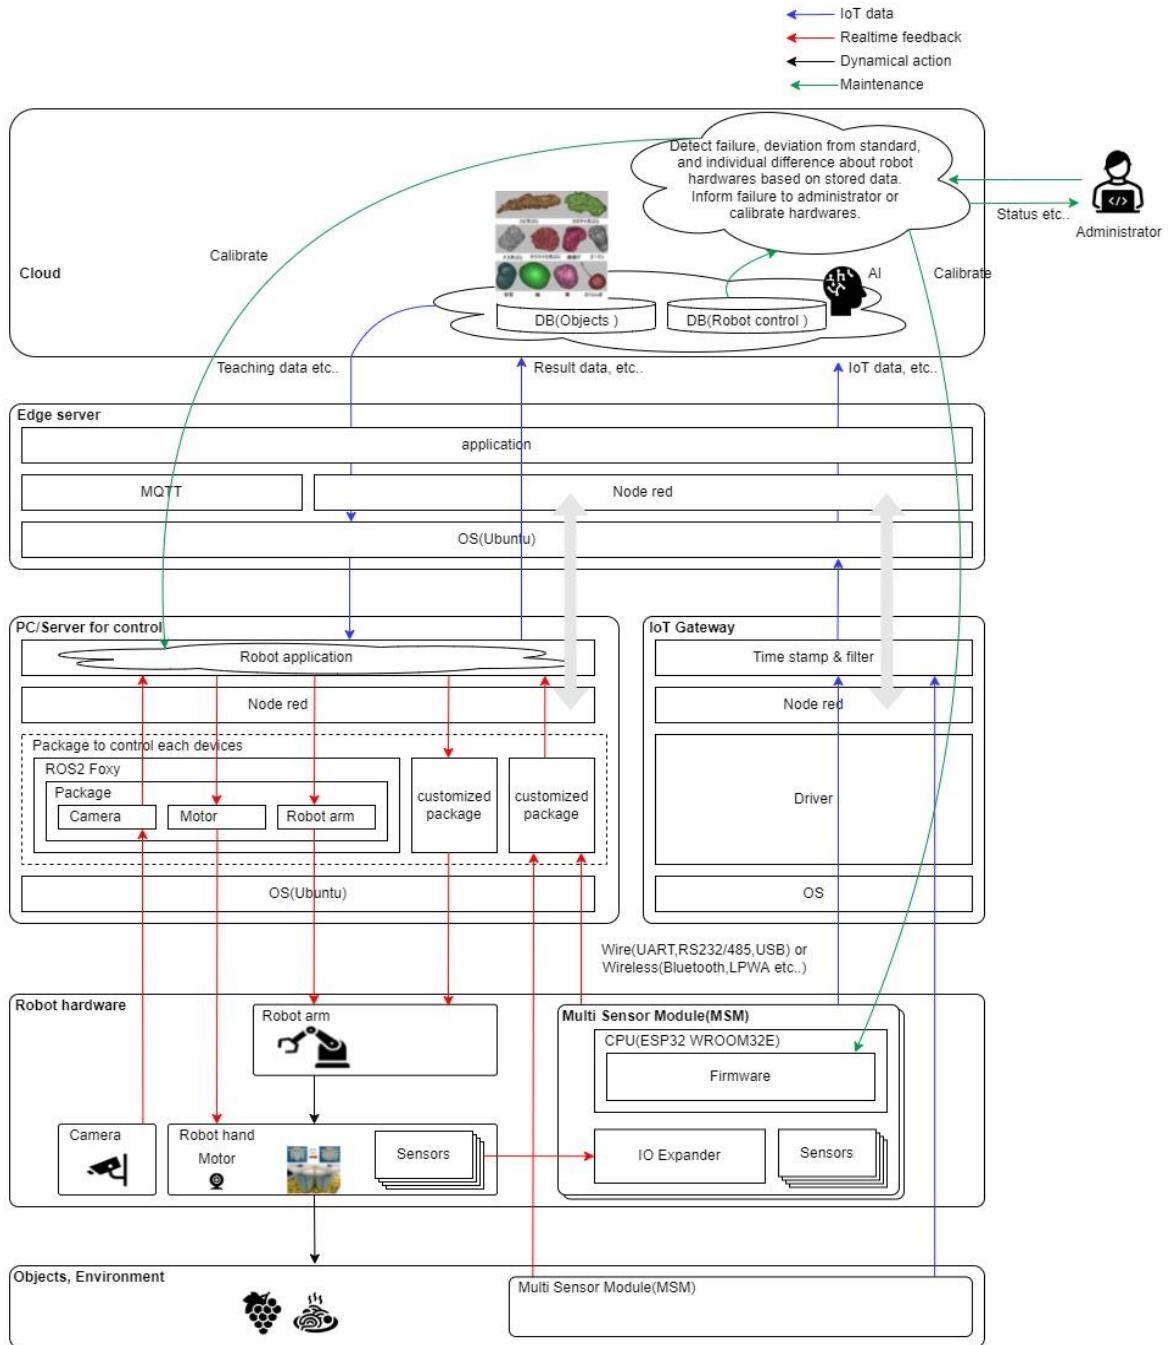 IoT data
Realtime feedback
Dynamical action
Maintenance
Detect failure, deviation from standard,
and individual difference about robot
hardwares based on stored data.
Inform failure to administrator or
calibrate hardwares.
Status etc..
Administrator
Calibrate
Calibrate
Cloud
AI
DB(Objects )
DB(Robot control )
Teaching data etc..
Result data, etc..
IoT data, etc..
Edge server
application
MQTT
Node red
OS(Ubuntu)
PC/Server for control
Robot application
Node red
Package to control each devices
ROS2 Foxy
Package
Camera
Motor
Robot arm
customized
package
customized
package
OS(Ubuntu)
IoT Gateway
Time stamp & filter
Node red
Driver
OS
Wire(UART,RS232/485,USB) or
Wireless(Bluetooth,LPWA etc..)
Robot hardware
Robot arm
Camera
Robot hand
Motor
Sensors
Multi Sensor Module(MSM)
CPU(ESP32 WROOM32E)
Firmware
IO Expander
Sensors
Objects, Environment
Multi Sensor Module(MSM)